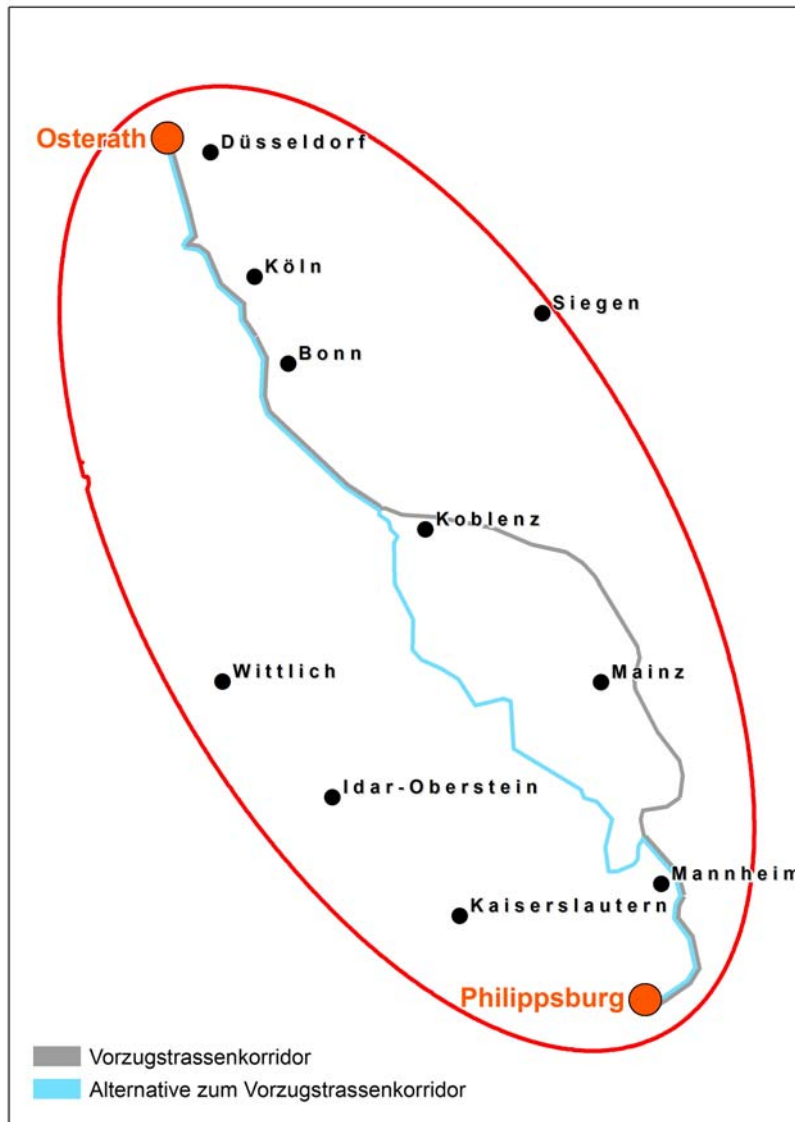 Osterath
Düsseldorf
Köln
Siegen
Bonn
Koblenz
Wittlich
Mainz
Idar-Oberstein
Mannheim
Kaiserslautern
Philippsburg
Vorzugstrassenkorridor
Alternative zum Vorzugstrassenkorridor